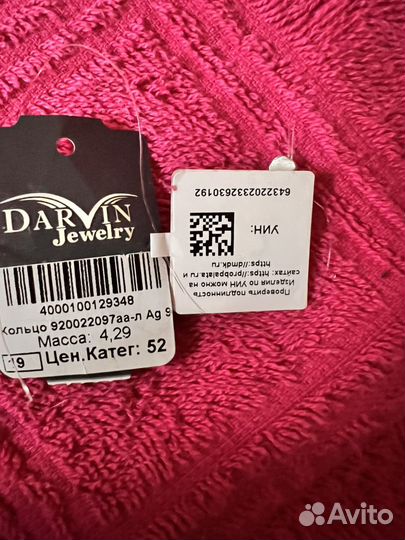 DARVIN
Jewelry
4000100129348
Кольцо 920022097аа-л Ag 9
Масса: 4,29
19 Цен.Катег: 52
Проверить подлинность
Изделия по УИН можно на
сайтах: https://probpalata.ru и
https://dmdk.ru
УИН:
6432202332630192
Avito